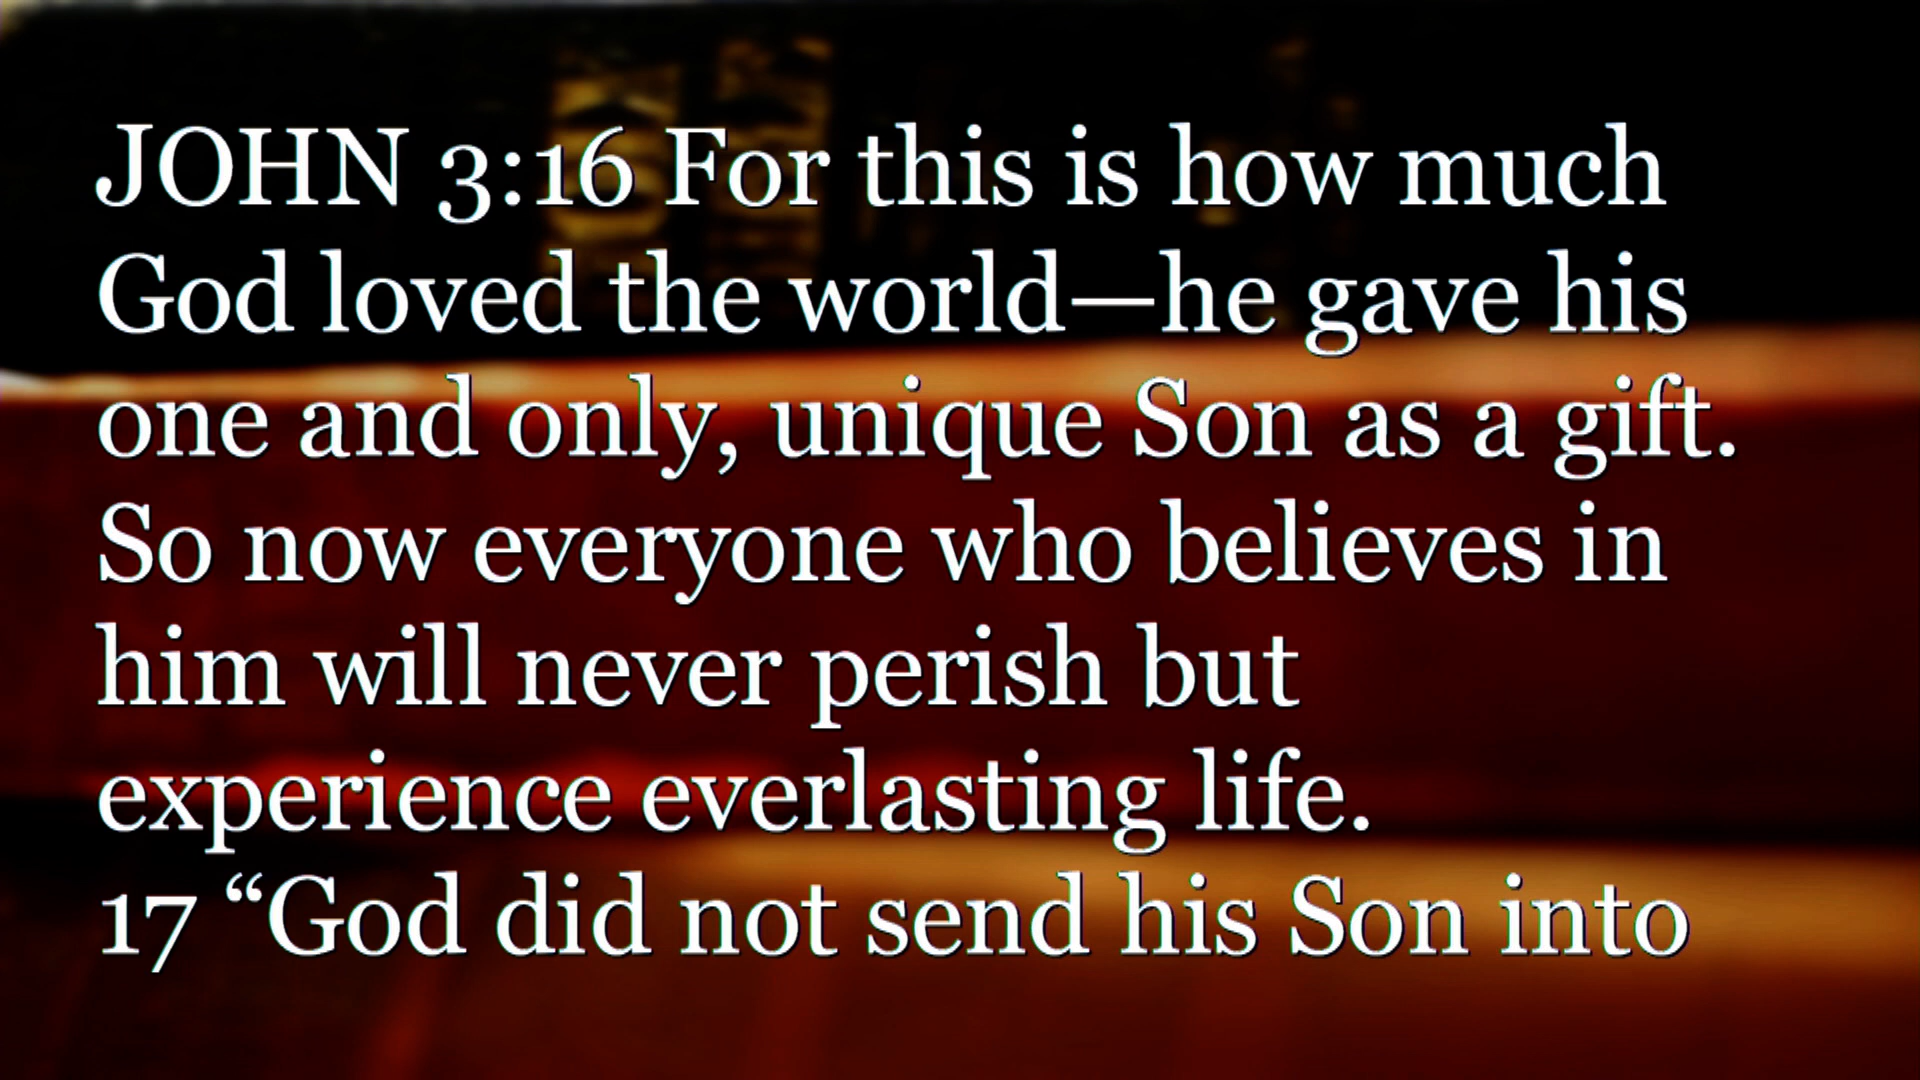 JOHN 3:16 For this is how much
God loved the world—he gave his
one and only, unique Son as a gift.
So now everyone who believes in
him will never perish but
experience everlasting life.
17 “God did not send his Son into